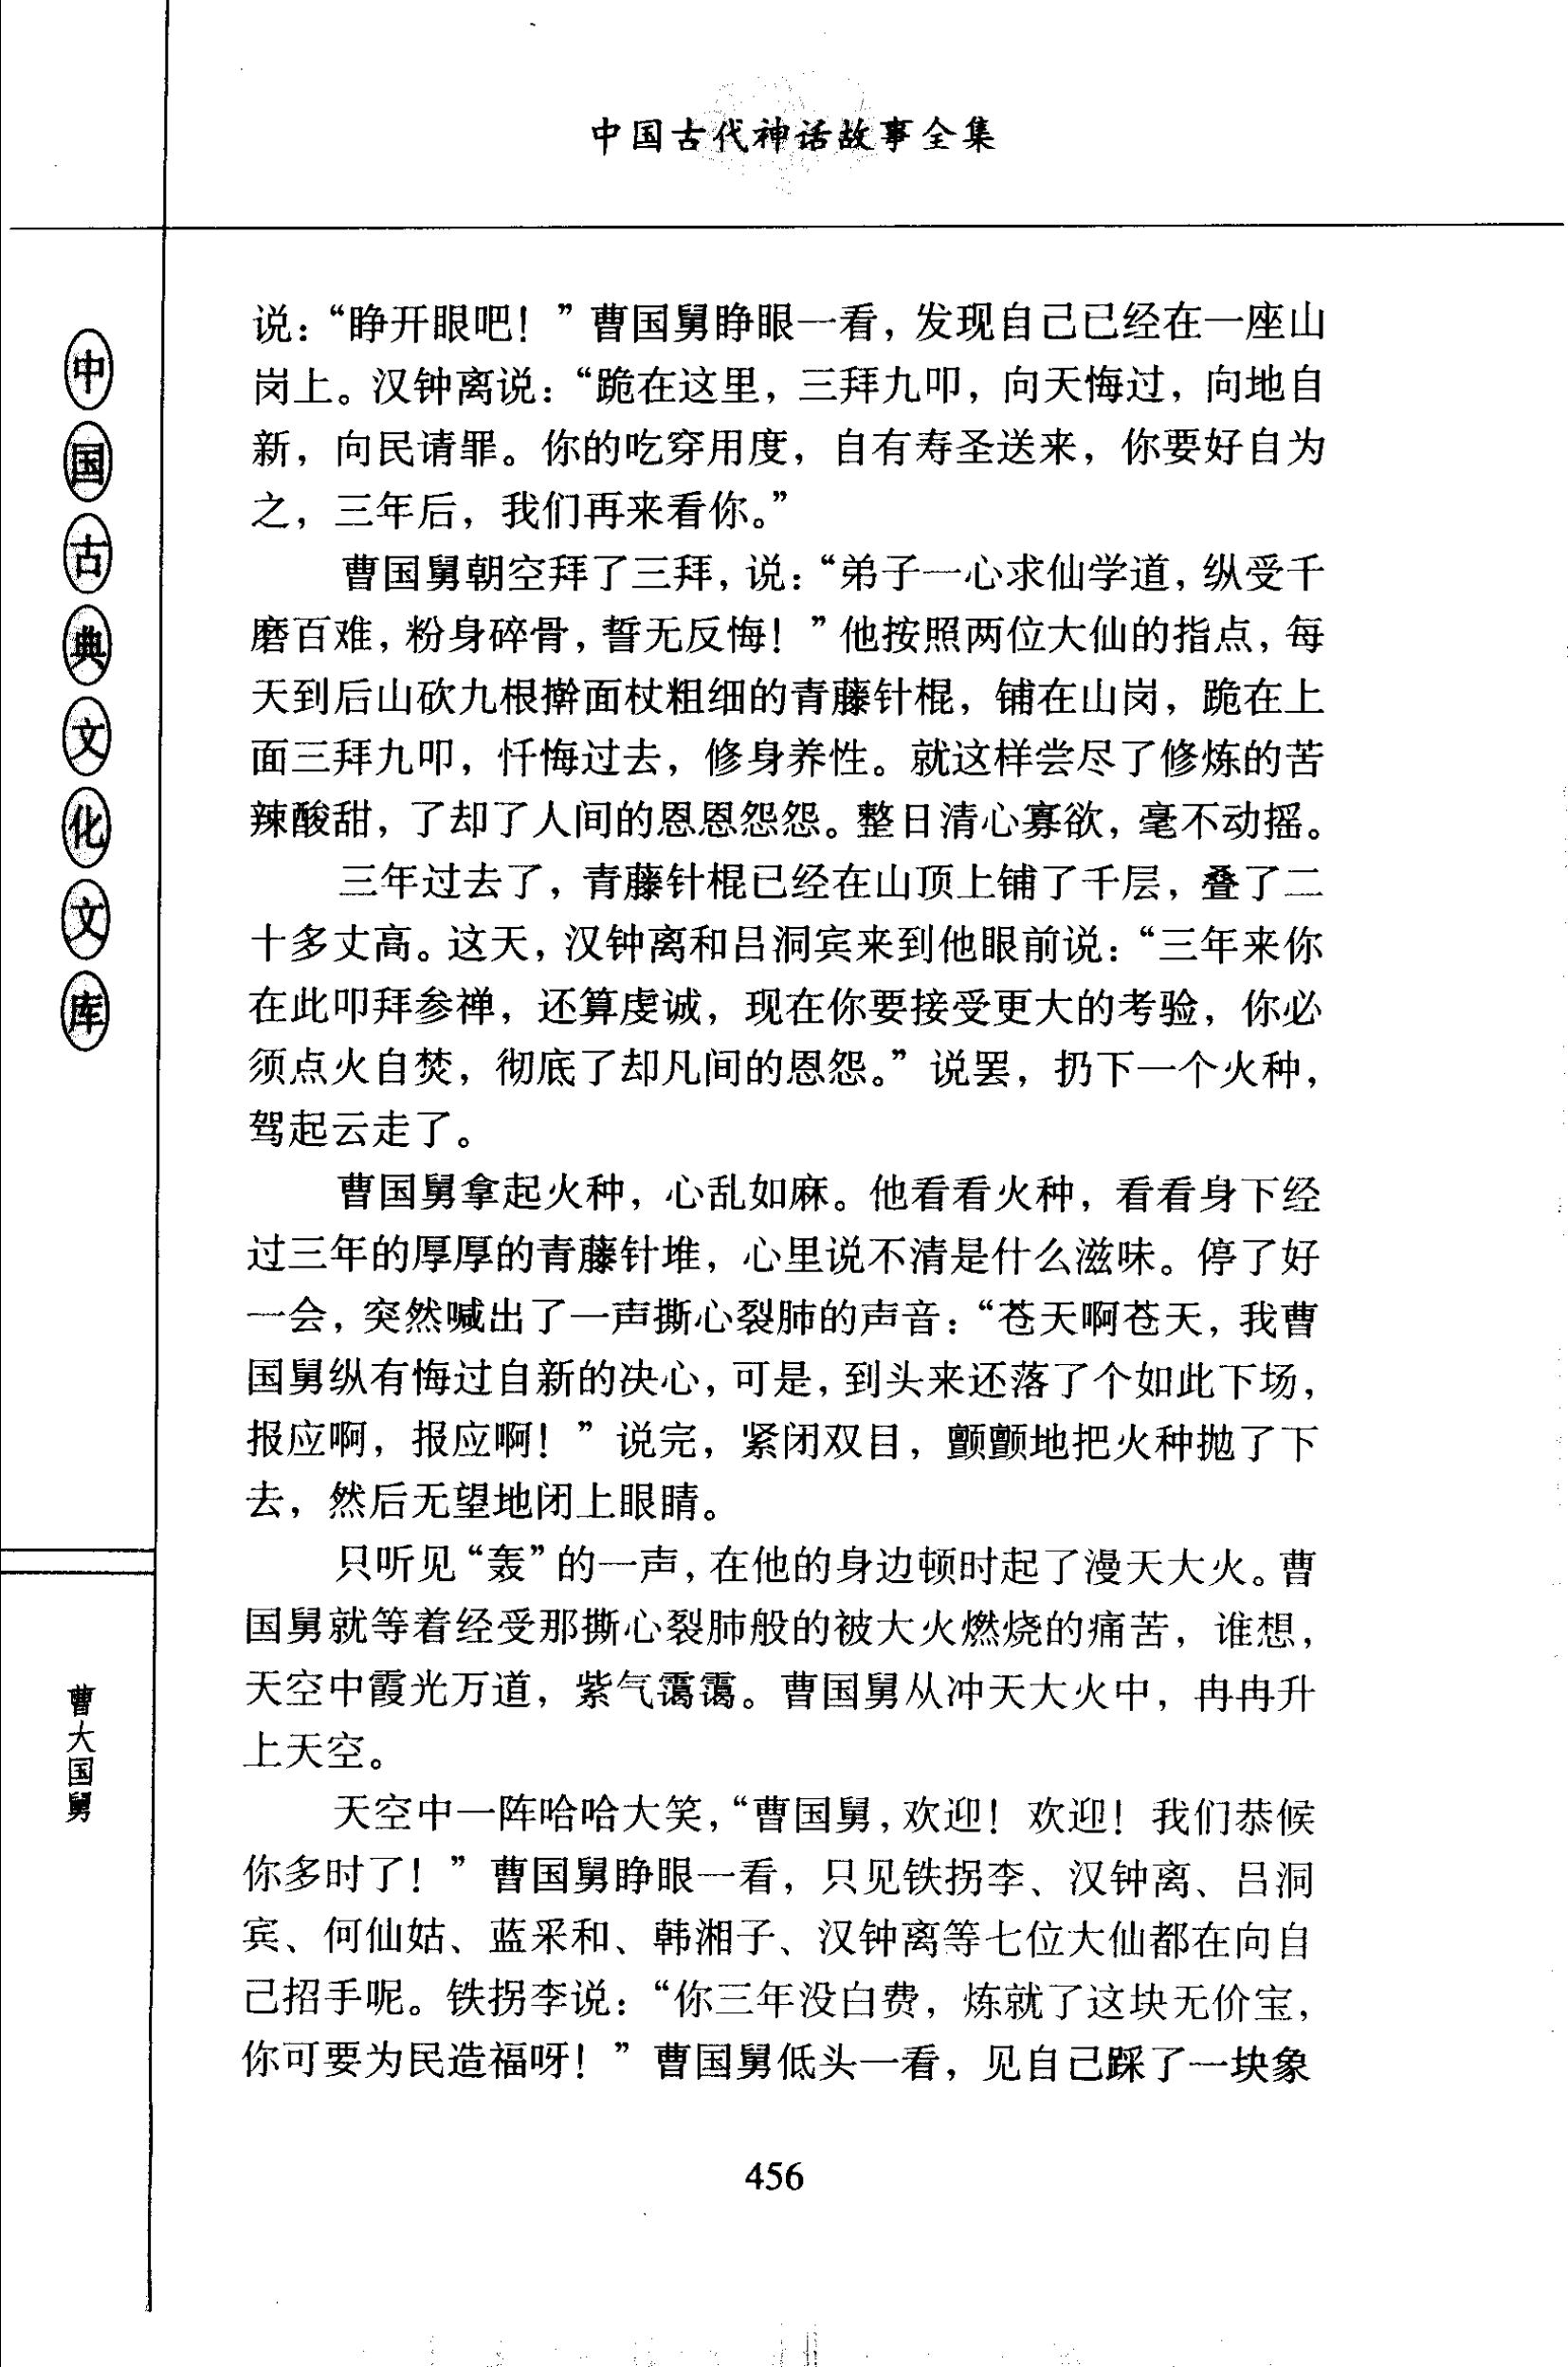 中国古代神话故事全集
中国古典文化文库
曹大国舅
说：“睁开眼吧！”曹国舅睁眼一看，发现自己已经在一座山
岗上。汉钟离说：“跪在这里，三拜九叩，向天悔过，向地自
新，向民请罪。你的吃穿用度，自有寿圣送来，你要好自为
之，三年后，我们再来看你。”
曹国舅朝空拜了三拜，说：“弟子一心求仙学道，纵受千
磨百难，粉身碎骨，誓无反悔！”他按照两位大仙的指点，每
天到后山砍九根擀面杖粗细的青藤针棍，铺在山岗，跪在上
面三拜九叩，忏悔过去，修身养性。就这样尝尽了修炼的苦
辣酸甜，了却了人间的恩恩怨怨。整日清心寡欲，毫不动摇。
三年过去了，青藤针棍已经在山顶上铺了千层，叠了二
十多丈高。这天，汉钟离和吕洞宾来到他眼前说：“三年来你
在此叩拜参禅，还算虔诚，现在你要接受更大的考验，你必
须点火自焚，彻底了却凡间的恩怨。”说罢，扔下一个火种，
驾起云走了。
曹国舅拿起火种，心乱如麻。他看看火种，看看身下经
过三年的厚厚的青藤针堆，心里说不清是什么滋味。停了好
一会，突然喊出了一声撕心裂肺的声音：“苍天啊苍天，我曹
国舅纵有悔过自新的决心，可是，到头来还落了个如此下场，
报应啊，报应啊！”说完，紧闭双目，颤颤地把火种抛了下
去，然后无望地闭上眼睛。
只听见“轰”的一声，在他的身边顿时起了漫天大火。曹
国舅就等着经受那撕心裂肺般的被大火燃烧的痛苦，谁想，
天空中霞光万道，紫气霭霭。曹国舅从冲天大火中，冉冉升
上天空。
天空中一阵哈哈大笑，“曹国舅，欢迎！欢迎！我们恭候
你多时了！”曹国舅睁眼一看，只见铁拐李、汉钟离、吕洞
宾、何仙姑、蓝采和、韩湘子、汉钟离等七位大仙都在向自
己招手呢。铁拐李说：“你三年没白费，炼就了这块无价宝，
你可要为民造福呀！”曹国舅低头一看，见自己踩了一块象
456